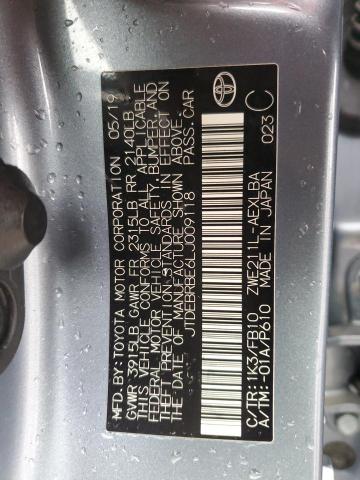 MFD.BY:TOYOTA MOTOR CORPORATION 05/19
GVWR 3915LB GAWR FR 2315LB RR 2140LB
THIS VEHICLE CONFORMS TO ALL APPLICABLE
FEDERAL MOTOR VEHICLE SAFETY, BUMPER AND
THEFT PREVENTION STANDARDS IN EFFECT ON
THE DATE OF MANUFACTURE SHOWN ABOVE.
JTDEBRBE6LJ009118 PASS.CAR
C/TR:1K3/FB10 ZWE211L-AEXLBA
A/TM:-01A/P610 MADE IN JAPAN 023 C